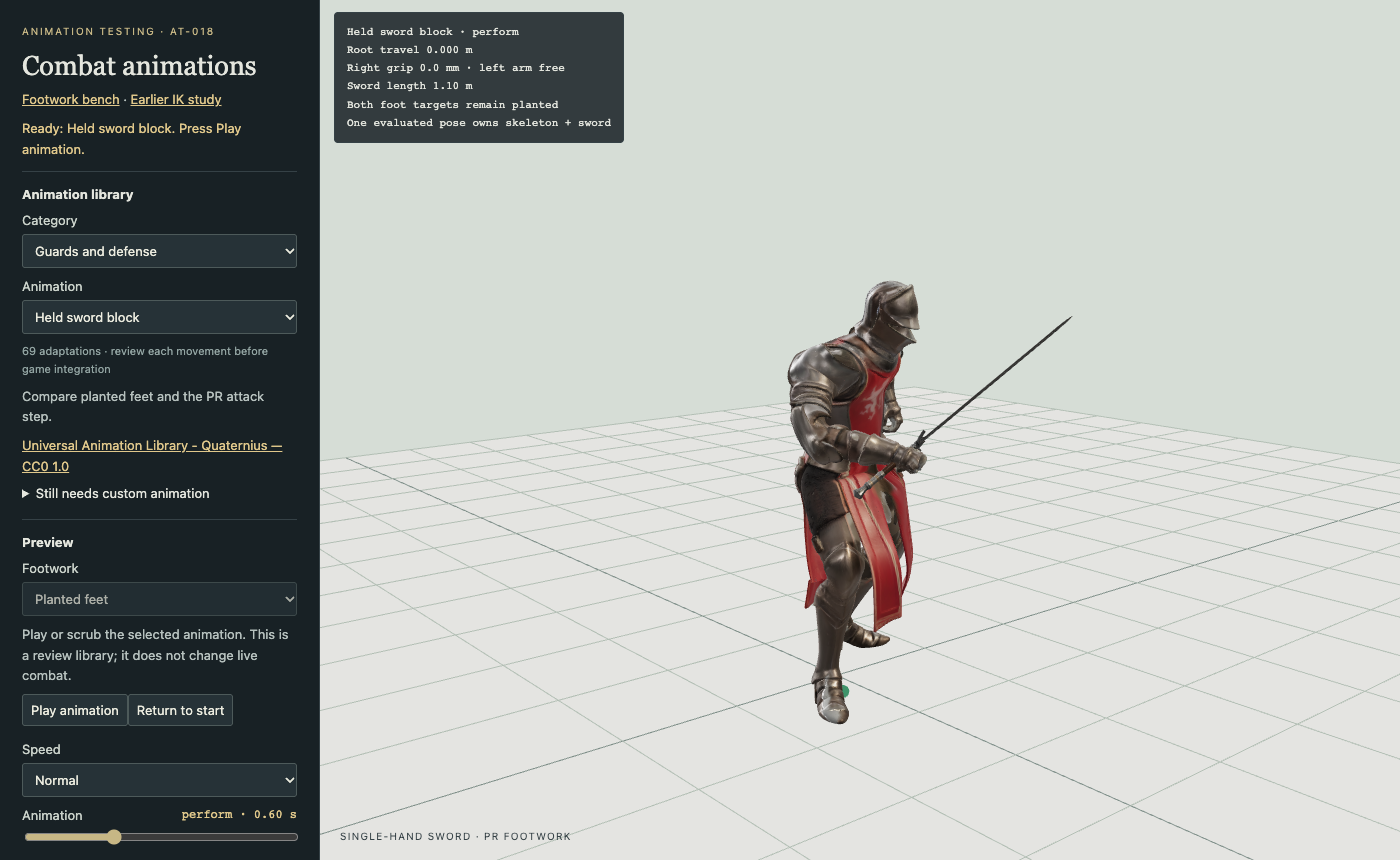 ANIMATION TESTING · AT-018
Combat animations
Footwork bench · Earlier IK study
Ready: Held sword block. Press Play
animation.
Animation library
Category
Guards and defense
Animation
Held sword block
69 adaptations · review each movement before
game integration
Compare planted feet and the PR attack
step.
Universal Animation Library - Quaternius —
CC0 1.0
Still needs custom animation
Preview
Footwork
Planted feet
Play or scrub the selected animation. This is
a review library; it does not change live
combat.
Play animation Return to start
Speed
Normal
Animation perform · 0.60 s
Held sword block · perform
Root travel 0.000 m
Right grip 0.0 mm · left arm free
Sword length 1.10 m
Both foot targets remain planted
One evaluated pose owns skeleton + sword
SINGLE-HAND SWORD · PR FOOTWORK